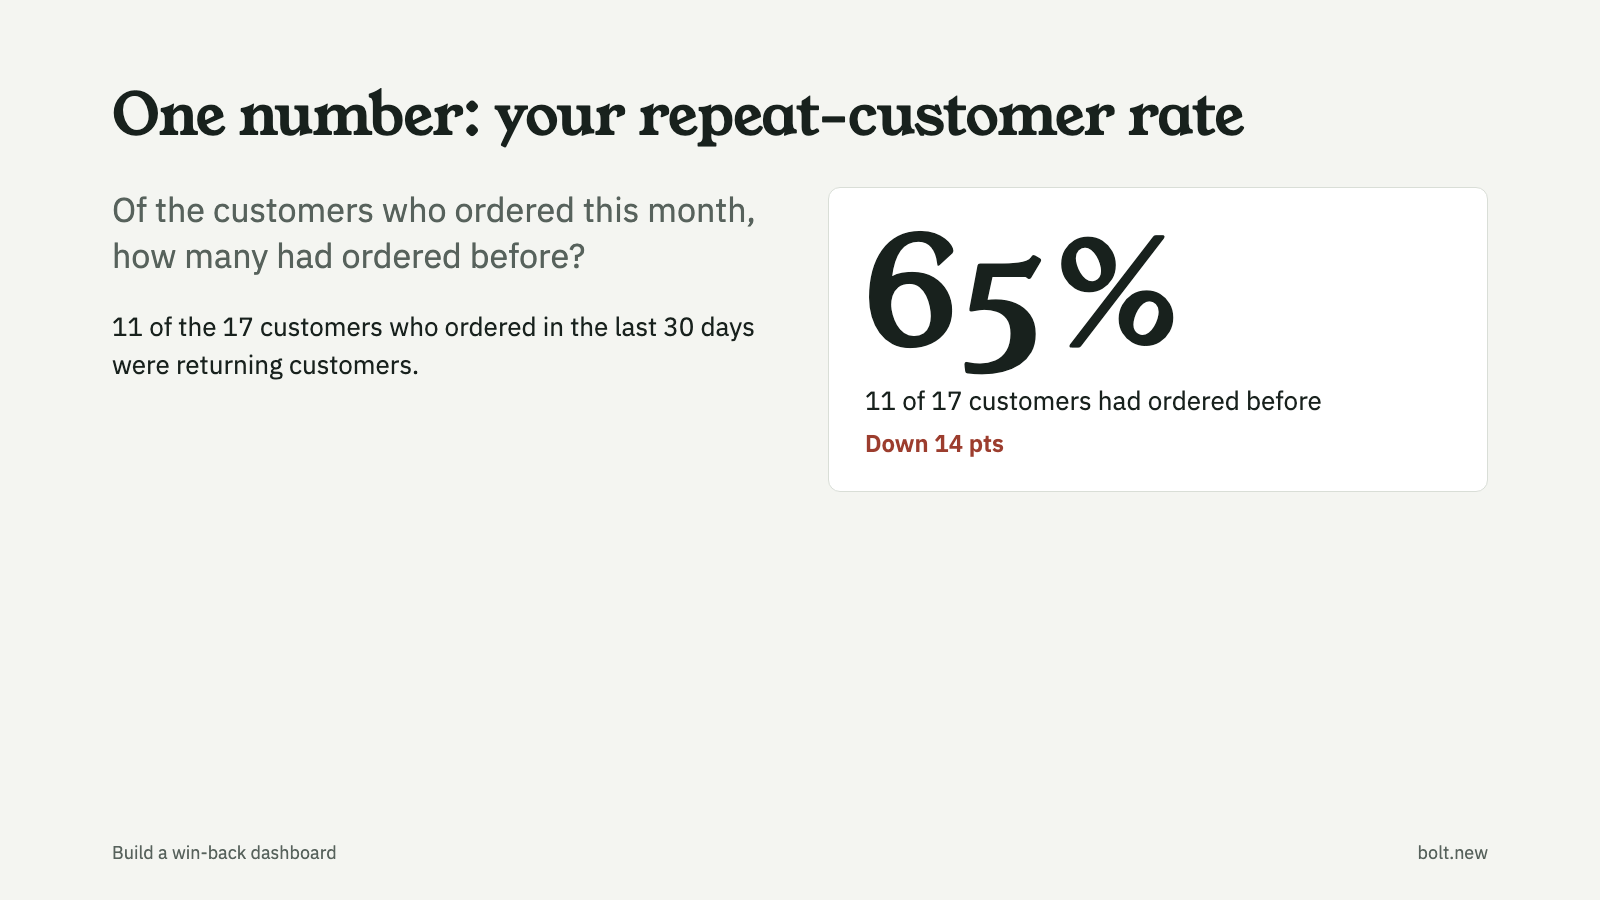 One number: your repeat-customer rate
Of the customers who ordered this month,
how many had ordered before?
11 of the 17 customers who ordered in the last 30 days
were returning customers.
65%
11 of 17 customers had ordered before
Down 14 pts
Build a win-back dashboard
bolt.new